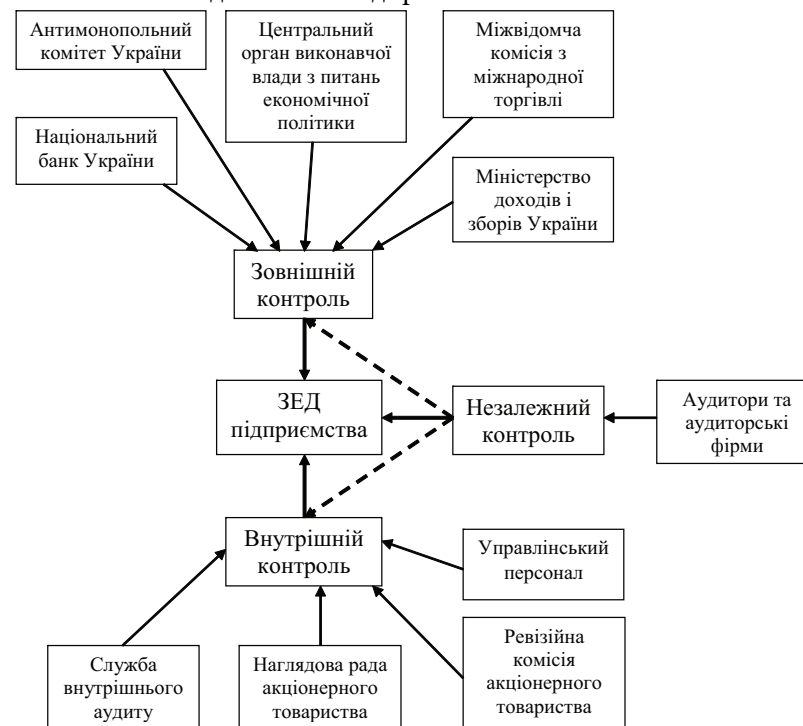 Антимонопольний
комітет України
Центральний
орган виконавчої
влади з питань
економічної
політики
Міжвідомча
комісія з
міжнародної
торгівлі
Національний
банк України
Міністерство
доходів і
зборів України
Зовнішній
контроль
ЗЕД
підприємства
Незалежний
контроль
Аудитори та
аудиторські
фірми
Внутрішній
контроль
Управлінський
персонал
Служба
внутрішнього
аудиту
Наглядова рада
акціонерного
товариства
Ревізійна
комісія
акціонерного
товариства